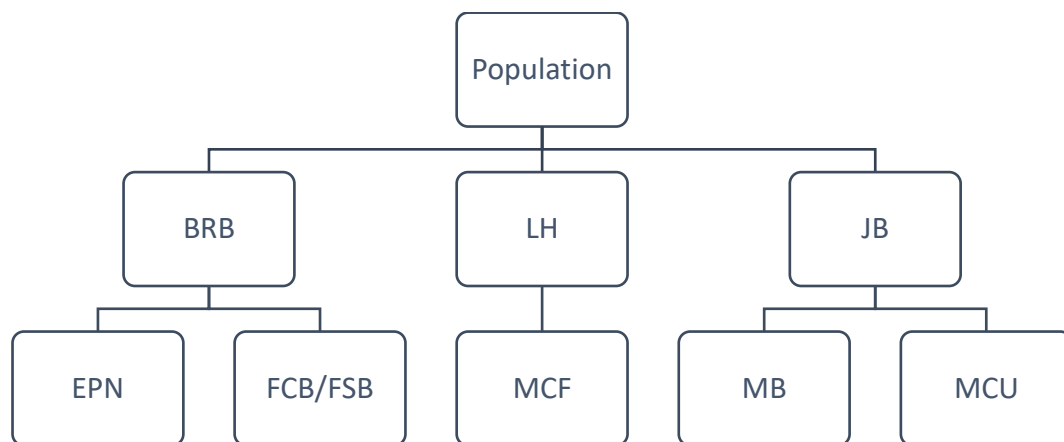 Population
BRB
LH
JB
EPN
FCB/FSB
MCF
MB
MCU